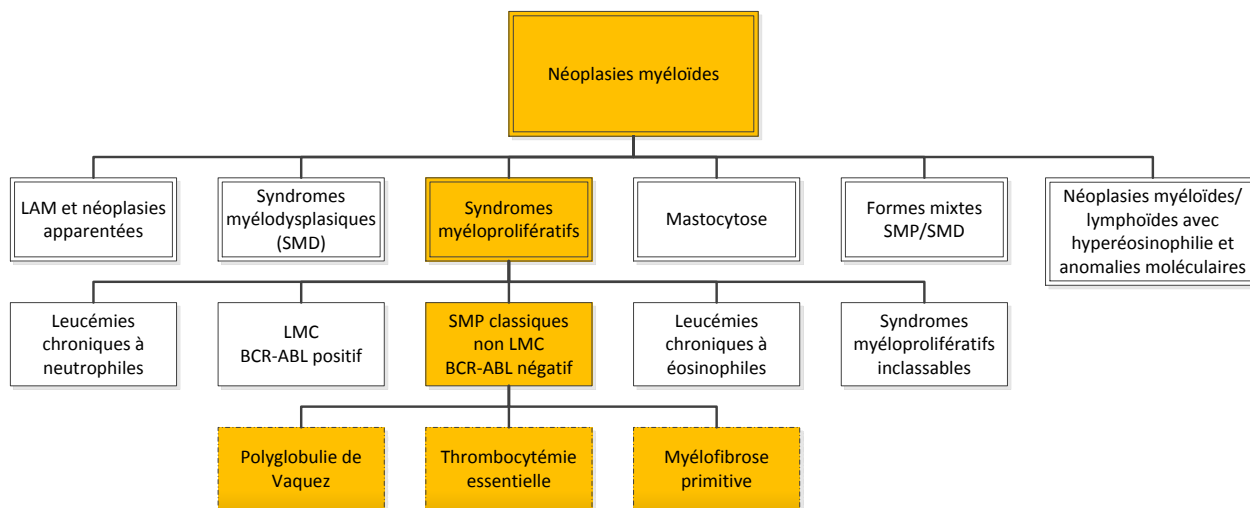 Néoplasies myéloïdes
LAM et néoplasies
apparentées
Syndromes
myélodysplasiques
(SMD)
Syndromes
myéloprolifératifs
Mastocytose
Formes mixtes
SMP/SMD
Néoplasies myéloïdes/
lymphoïdes avec
hyperéosinophilie et
anomalies moléculaires
Leucémies
chroniques à
neutrophiles
LMC
BCR-ABL positif
SMP classiques
non LMC
BCR-ABL négatif
Leucémies
chroniques à
éosinophiles
Syndromes
myéloprolifératifs
inclassables
Polyglobulie de
Vaquez
Thrombocytémie
essentielle
Myélofibrose
primitive